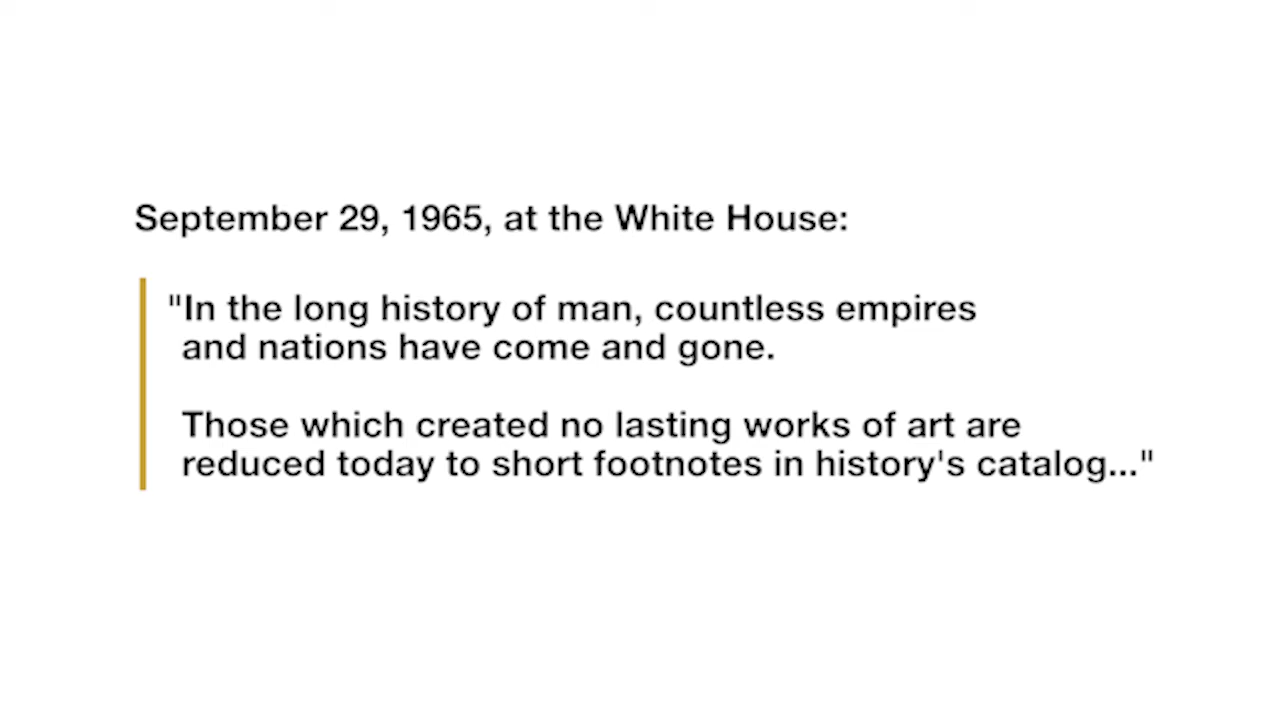 September 29, 1965, at the White House:
"In the long history of man, countless empires
and nations have come and gone.
Those which created no lasting works of art are
reduced today to short footnotes in history's catalog..."